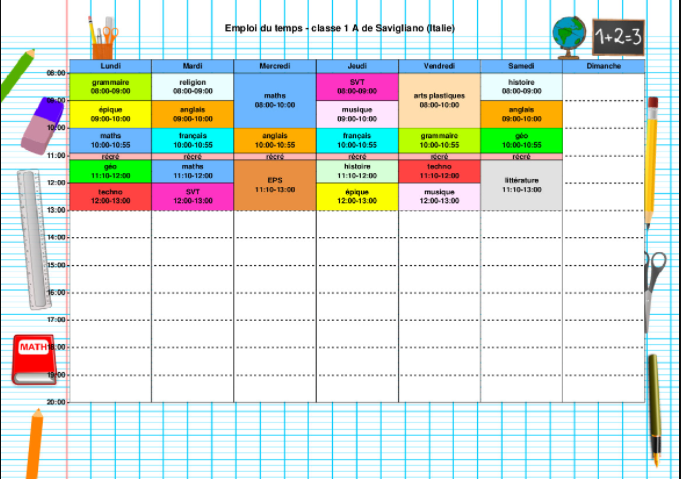 Emploi du temps - classe 1 A de Savigliano (Italie)
1+2=3
Lundi Mardi Mercredi Jeudi Vendredi Samedi Dimanche
08:00
grammaire
08:00-09:00
religion
08:00-09:00
maths
08:00-10:00
SVT
08:00-09:00
arts plastiques
08:00-10:00
histoire
08:00-09:00
09:00
épique
09:00-10:00
anglais
09:00-10:00
musique
09:00-10:00
anglais
09:00-10:00
10:00
maths
10:00-10:55
français
10:00-10:55
anglais
10:00-10:55
français
10:00-10:55
grammaire
10:00-10:55
géo
10:00-10:55
11:00
récré récré récré récré récré récré
géo
11:10-12:00
maths
11:10-12:00
EPS
11:10-13:00
histoire
11:10-12:00
techno
11:10-12:00
littérature
11:10-13:00
12:00
techno
12:00-13:00
SVT
12:00-13:00
épique
12:00-13:00
musique
12:00-13:00
13:00
14:00
15:00
16:00
17:00
MATH
18:00
19:00
20:00